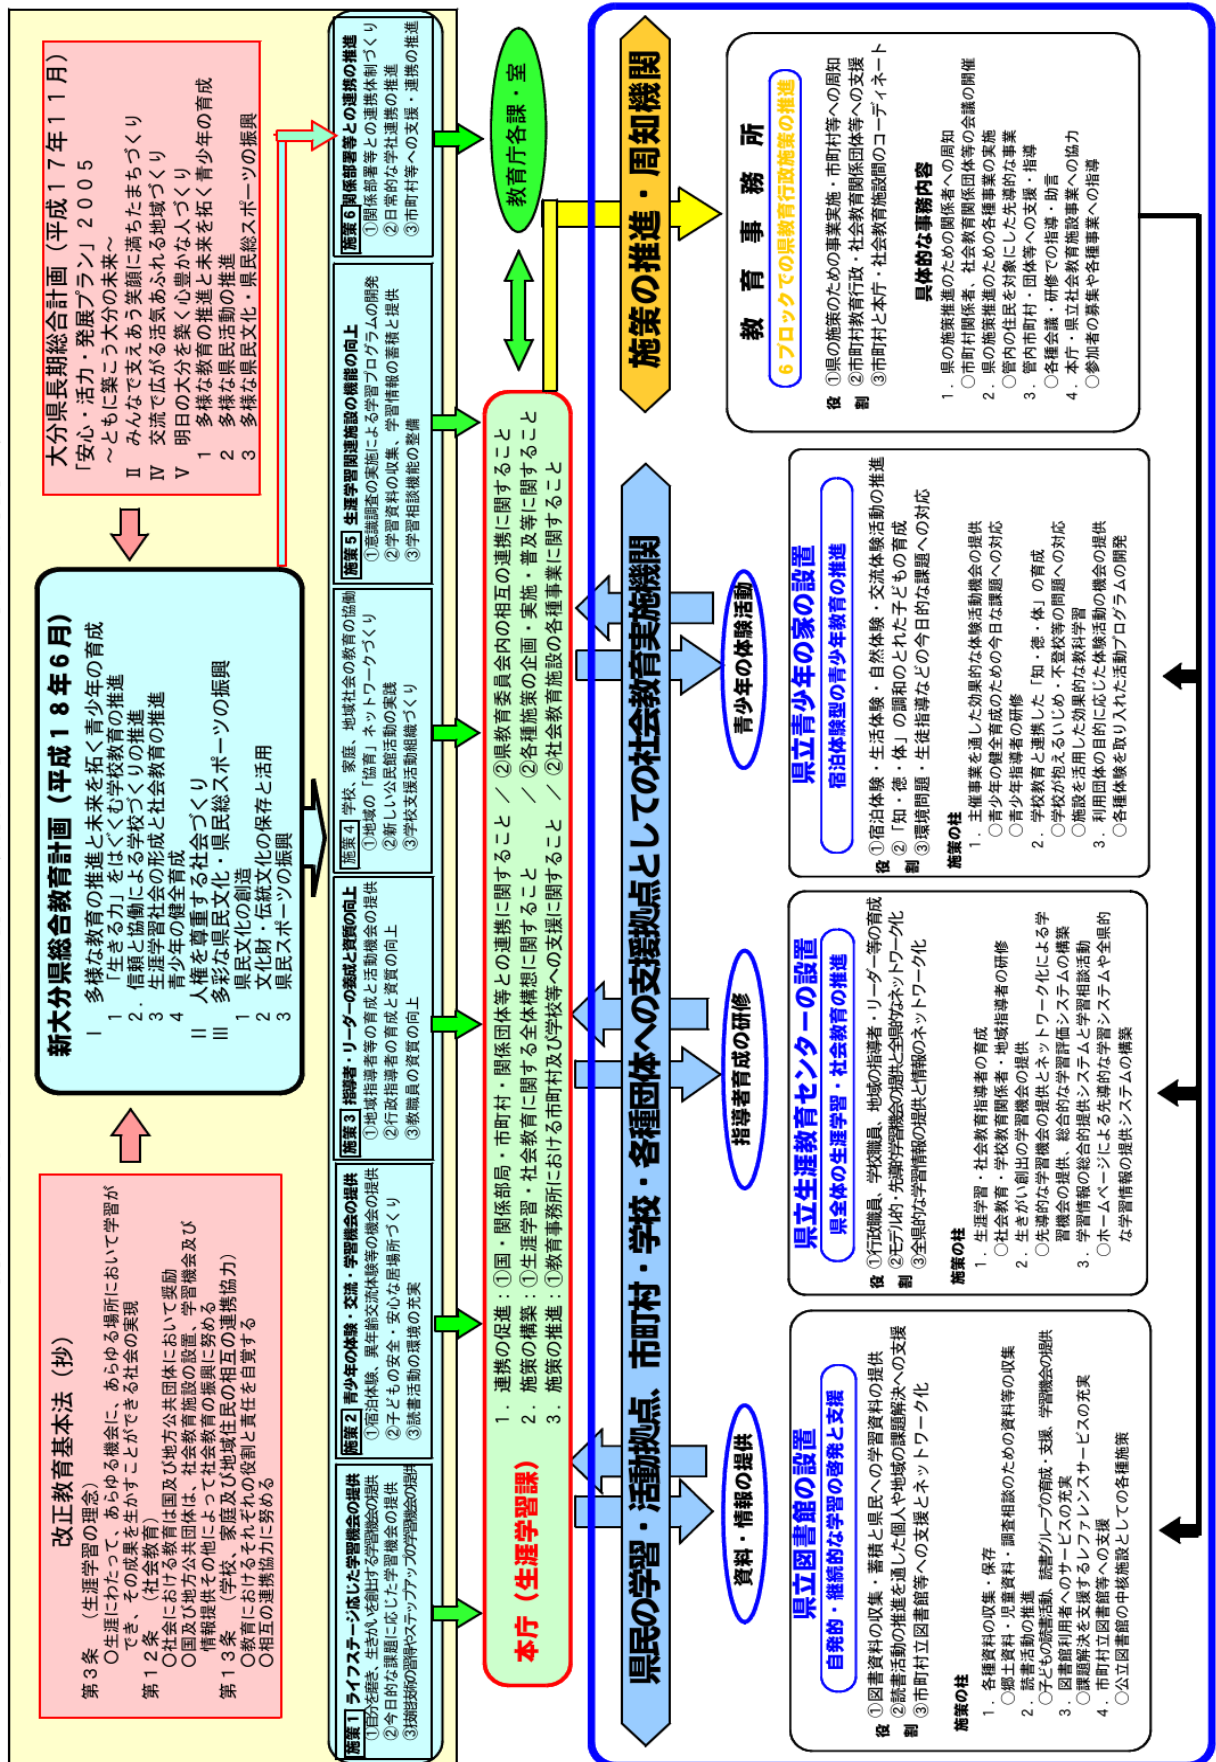 改正教育基本法（抄）
第３条　（生涯学習の理念）
○生涯にわたって、あらゆる機会に、あらゆる場所において学習が
でき、その成果を生かすことができる社会の実現
第１２条　（社会教育）
○社会における教育は国及び地方公共団体において奨励
○国及び地方公共団体は、社会教育施設の設置、学習機会及び
情報提供その他によって社会教育の振興に努める
第１３条　（学校、家庭及び地域住民の相互の連携協力）
○教育におけるそれぞれの役割と責任を自覚する
○相互の連携協力に努める
新大分県総合教育計画（平成１８年６月）
Ⅰ　多様な教育の推進と未来を拓く青少年の育成
１　「生きる力」をはぐくむ学校教育の推進
２．信頼と協働による学校づくりの推進
３　生涯学習社会の形成と社会教育の推進
４　青少年の健全育成
Ⅱ　人権を尊重する社会づくり
Ⅲ　多彩な県民文化・県民総スポーツの振興
１　県民文化の創造
２　文化財・伝統文化の保存と活用
３　県民スポーツの振興
大分県長期総合計画（平成１７年１１月）
「安心・活力・発展プラン」２００５
～ともに築こう大分の未来～
Ⅱ　みんなで支えあう笑顔に満ちたまちづくり
Ⅳ　交流で広がる活気あふれる地域づくり
Ⅴ　明日の大分を築く心豊かな人づくり
１　多様な教育の推進と未来を拓く青少年の育成
２　多様な県民活動の推進
３　多様な県民文化・県民総スポーツの振興
施策１ ライフステージ応じた学習機会の提供
①自分を磨き、生きがいを創出する学習機会の提供
②今日的な課題に応じた学習機会の提供
③技能技術の習得やステップアップの学習機会の提供
施策２ 青少年の体験・交流・学習機会の提供
①宿泊体験、異年齢交流体験等の機会の提供
②子どもの安全・安心な居場所づくり
③読書活動の環境の充実
施策３ 指導者・リーダーの養成と資質の向上
①地域指導者等の育成と活動機会の提供
②行政指導者の育成と資質の向上
③教職員の資質の向上
施策４ 学校、家庭、地域社会の教育の協働
①地域の「協育」ネットワークづくり
②新しい公民館活動の実践
③学校支援活動組織づくり
施策５ 生涯学習関連施設の機能の向上
①意識調査の実施による学習プログラムの開発
②学習資料の収集、学習情報の蓄積と提供
③学習相談機能の整備
施策６ 関係部署等との連携の推進
①関係部署等との連携体制づくり
②日常的な学社連携の推進
③市町村等への支援・連携の推進
本庁（生涯学習課）
１．連携の促進：①国・関係部局・市町村・関係団体等との連携に関すること　／②県教育委員会内の相互の連携に関すること
２．施策の構築：①生涯学習・社会教育に関する全体構想に関すること　／②各種施策の企画・実施・普及等に関すること
３．施策の推進：①教育事務所における市町村及び学校等への支援に関すること　／②社会教育施設の各種事業に関すること
教育庁各課・室
県民の学習・活動拠点、市町村・学校・各種団体への支援拠点としての社会教育実施機関
施策の推進・周知機関
資料・情報の提供
指導者育成の研修
青少年の体験活動
県立図書館の設置
自発的・継続的な学習の啓発と支援
役割
①図書資料の収集・蓄積と県民への学習資料の提供
②読書活動の推進を通した個人や地域の課題解決への支援
③市町村立図書館等への支援とネットワーク化
施策の柱
１．各種資料の収集・保存
○郷土資料・児童資料・調査相談のための資料等の収集
２．読書活動の推進
○子どもの読書活動、読書グループの育成・支援、学習機会の提供
３．図書館利用者へのサービスの充実
○課題解決を支援するレファレンスサービスの充実
４．市町村立図書館等への支援
○公立図書館の中核施設としての各種施策
県立生涯教育センターの設置
県全体の生涯学習・社会教育の推進
役割
①行政職員、学校職員、地域の指導者・リーダー等の育成
②モデル的・先導的学習機会の提供と全県的なネットワーク化
③全県的な学習情報の提供と情報のネットワーク化
施策の柱
１．生涯学習・社会教育指導者の育成
○社会教育・学校教育関係者・地域指導者の研修
２．生きがい創出の学習機会の提供
○先導的な学習機会の提供とネットワーク化による学
習機会の提供、総合的な学習評価システムの構築
３．学習情報の総合的提供システムと学習相談活動
○ホームページによる先導的な学習システムや全県的
な学習情報の提供システムの構築
県立青少年の家の設置
宿泊体験型の青少年教育の推進
役割
①宿泊体験・生活体験・自然体験・交流体験活動の推進
②「知・徳・体」の調和のとれた子どもの育成
③環境問題・生徒指導などの今日的な課題への対応
施策の柱
１．主催事業を通した効果的な体験活動機会の提供
○青少年の健全育成のための今日な課題への対応
○青少年指導者の研修
２．学校教育と連携した「知・徳・体」の育成
○学校が抱えるいじめ・不登校等の問題への対応
○施設を活用した効果的な教科学習
３．利用団体の目的に応じた体験活動の機会の提供
○各種体験を取り入れた活動プログラムの開発
教育事務所
６ブロックでの県教育行政施策の推進
役割
①県の施策のための事業実施・市町村等への周知
②市町村教育行政・社会教育関係団体等への支援
③市町村と本庁・社会教育施設間のコーディネート
具体的な事務内容
１．県の施策推進のための関係者への周知
○市町村関係者、社会教育関係団体等の会議の開催
２．県の施策推進のための各種事業の実施
○管内の住民を対象にした先導的な事業
３．管内市町村・団体等への支援・指導
○各種会議・研修での指導・助言
４．本庁・県立社会教育施設事業への協力
○参加者の募集や各種事業への指導